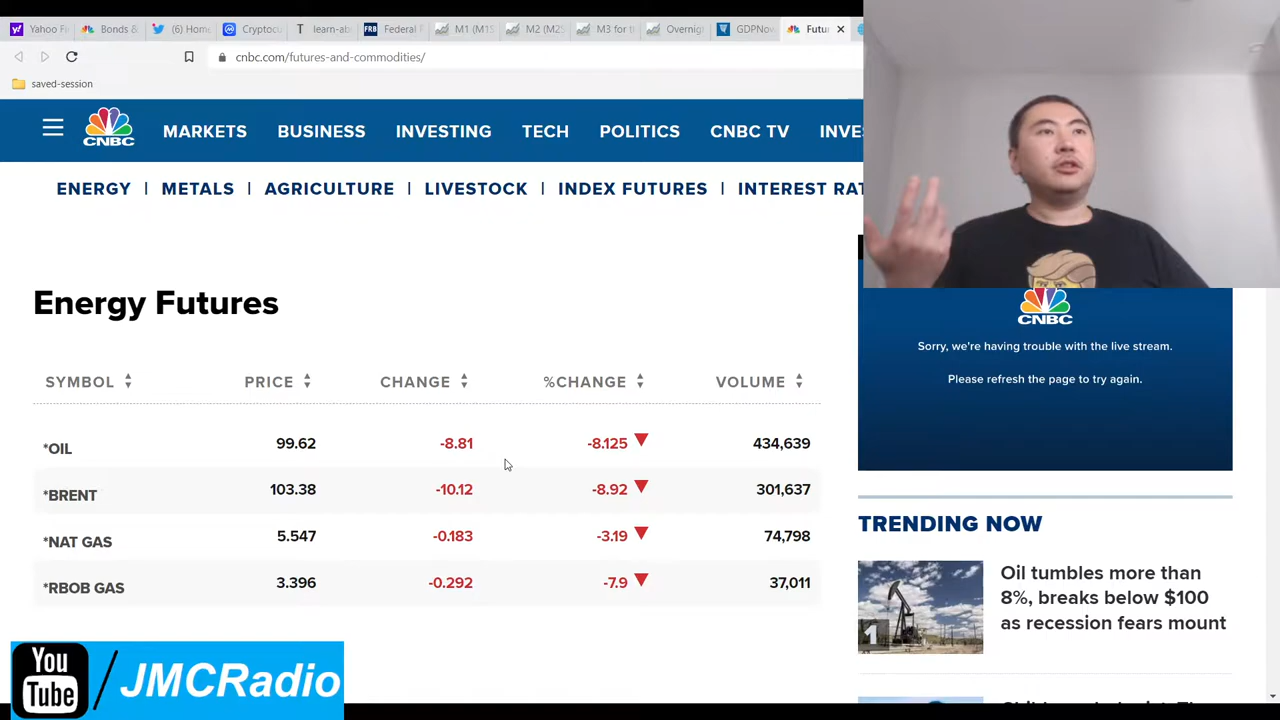 Yahoo Fi
Bonds &
(6) Home
Cryptocu
learn-ab
Federal F
M1 (M1S
M2 (M2S
M3 for t
Overnig
GDPNow
Futu
cnbc.com/futures-and-commodities/
saved-session
CNBC
MARKETS
BUSINESS
INVESTING
TECH
POLITICS
CNBC TV
INVES
ENERGY | METALS | AGRICULTURE | LIVESTOCK | INDEX FUTURES | INTEREST RAT
Energy Futures
SYMBOL PRICE CHANGE %CHANGE VOLUME
*OIL 99.62 -8.81 -8.125 434,639
*BRENT 103.38 -10.12 -8.92 301,637
*NAT GAS 5.547 -0.183 -3.19 74,798
*RBOB GAS 3.396 -0.292 -7.9 37,011
CNBC
Sorry, we're having trouble with the live stream.
Please refresh the page to try again.
TRENDING NOW
1
Oil tumbles more than
8%, breaks below $100
as recession fears mount
You
Tube
/JMCRadio